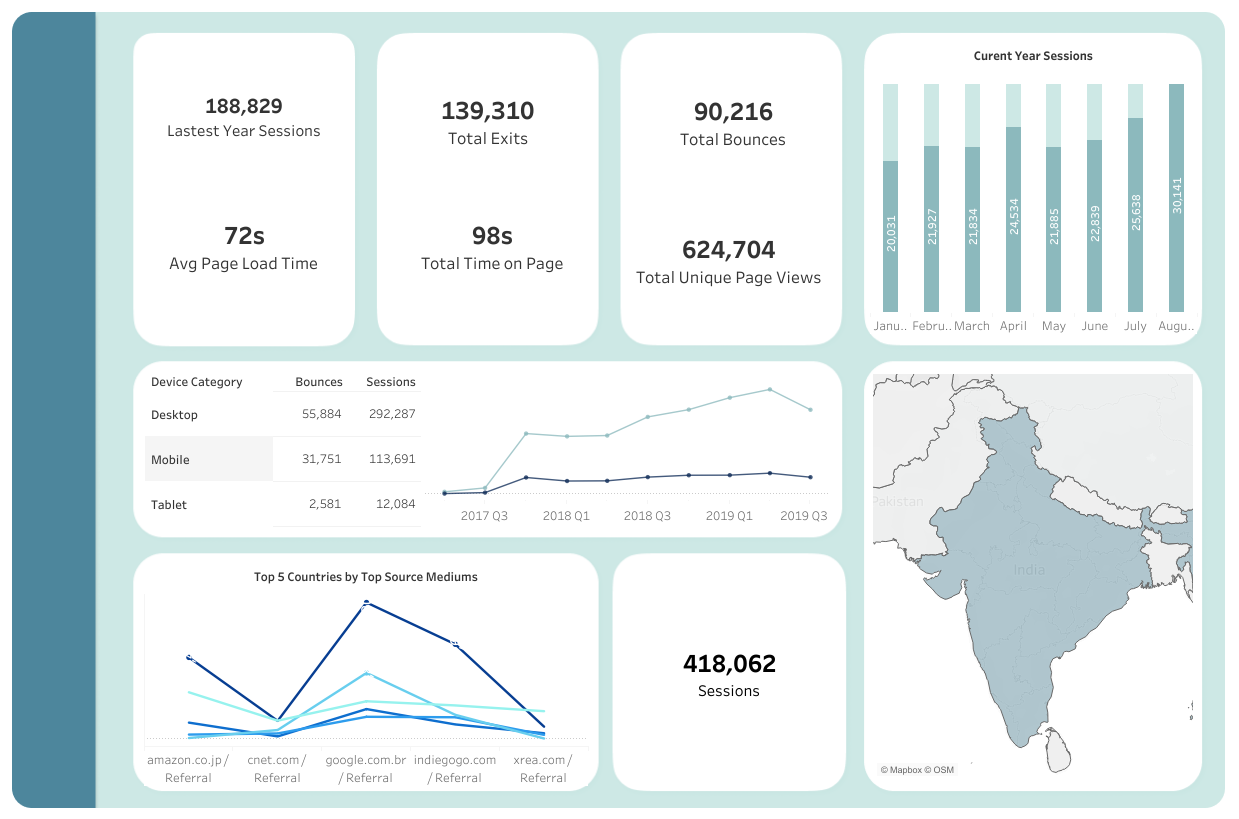 188,829
Lastest Year Sessions
72s
Avg Page Load Time
139,310
Total Exits
98s
Total Time on Page
90,216
Total Bounces
624,704
Total Unique Page Views
Curent Year Sessions
20,031
21,927
21,834
24,534
21,885
22,839
25,638
30,141
Janu.. Febru.. March April May June July Augu..
Device Category Bounces Sessions
Desktop 55,884 292,287
Mobile 31,751 113,691
Tablet 2,581 12,084
2017 Q3 2018 Q1 2018 Q3 2019 Q1 2019 Q3
Pakistan
India
© Mapbox © OSM
Top 5 Countries by Top Source Mediums
amazon.co.jp / Referral
cnet.com / Referral
google.com.br / Referral
indiegogo.com / Referral
xrea.com / Referral
418,062
Sessions